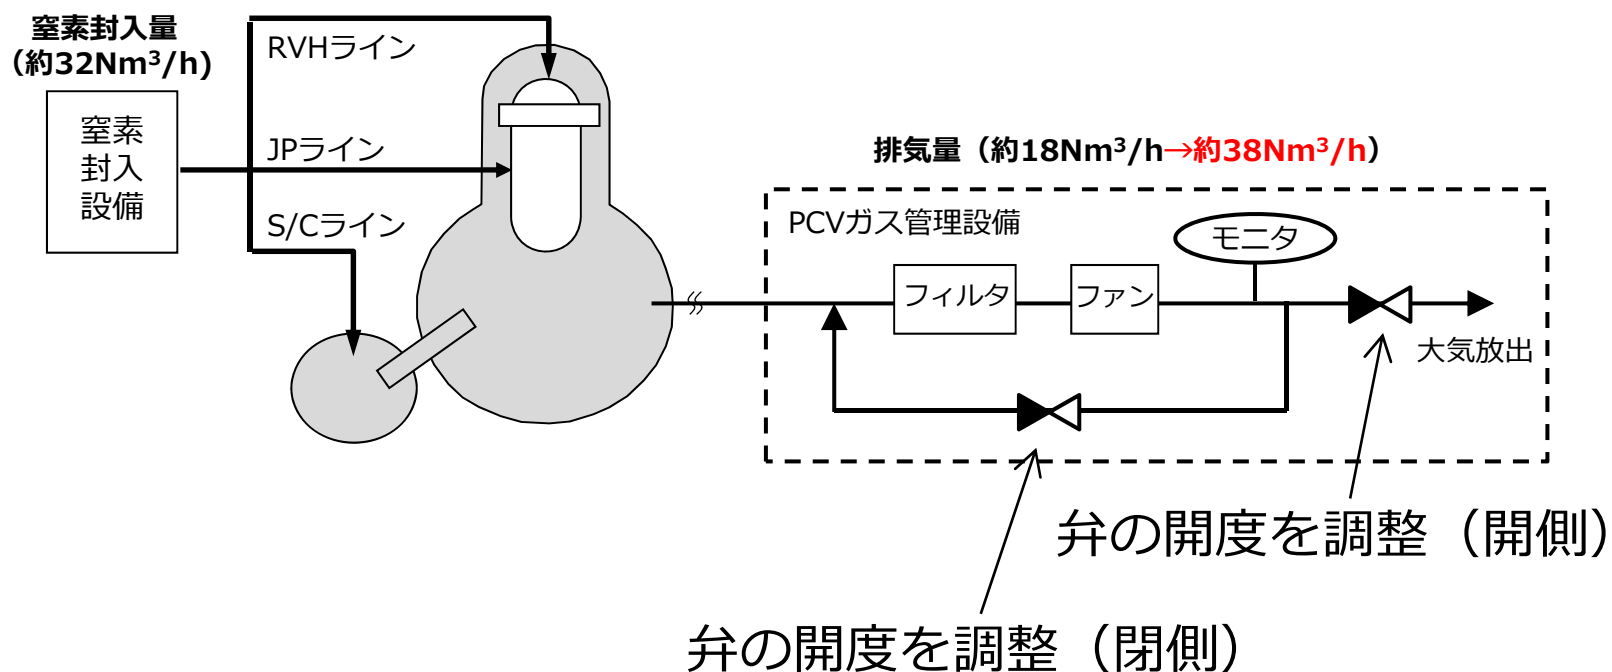 窒素封入量
（約32Nm³/h)
窒素
封入
設備
RVHライン
JPライン
S/Cライン
排気量（約18Nm³/h→約38Nm³/h）
PCVガス管理設備
モニタ
フィルタ
ファン
大気放出
弁の開度を調整（開側）
弁の開度を調整（閉側）